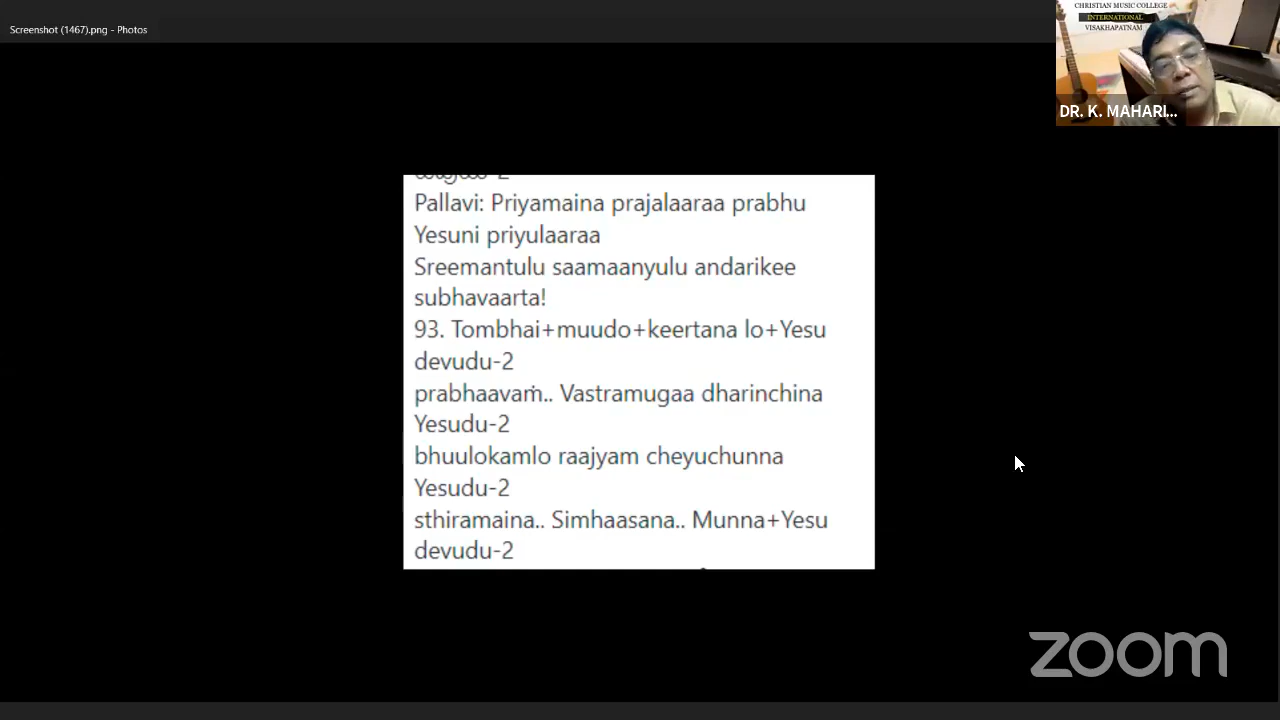 Screenshot (1467).png - Photos
CHRISTIAN MUSIC COLLEGE
INTERNATIONAL
VISAKHAPATNAM
DR. K. MAHARI...
Pallavi: Priyamaina prajalaaraa prabhu
Yesuni priyulaaraa
Sreemantulu saamaanyulu andarikee
subhavaarta!
93. Tombhai+muudo+keertana lo+Yesu
devudu-2
prabhaavaṁ.. Vastramugaa dharinchina
Yesudu-2
bhuulokamlo raajyam cheyuchunna
Yesudu-2
sthiramaina.. Simhaasana.. Munna+Yesu
devudu-2
zoom